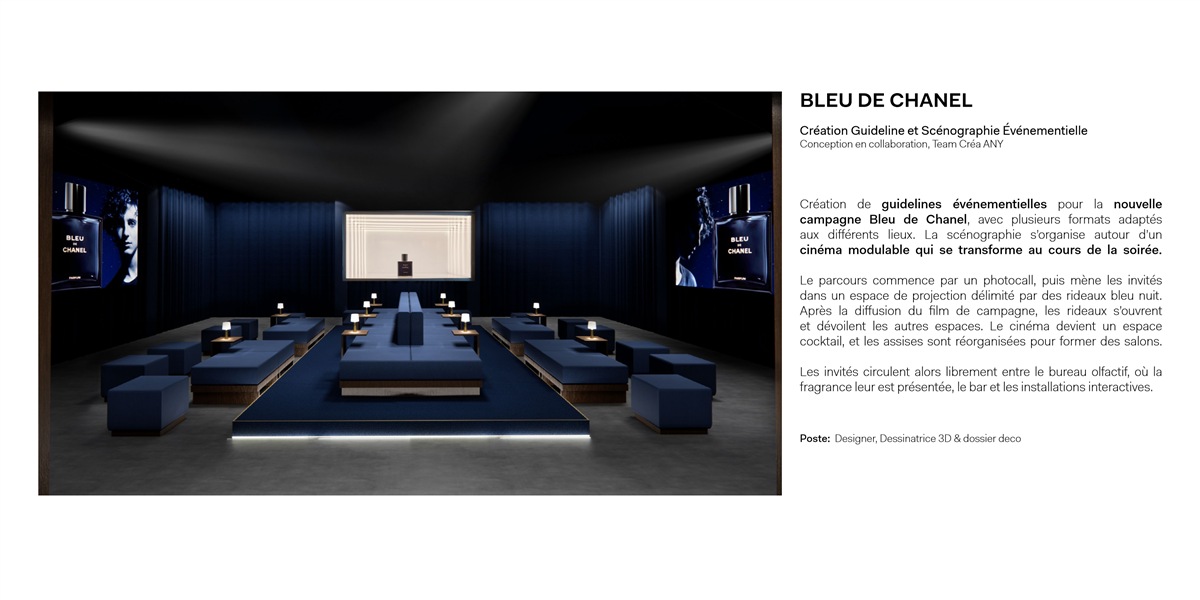 BLEU DE CHANEL
Création Guideline et Scénographie Événementielle
Conception en collaboration, Team Créa ANY
Création de guidelines événementielles pour la nouvelle
campagne Bleu de Chanel, avec plusieurs formats adaptés
aux différents lieux. La scénographie s'organise autour d'un
cinéma modulable qui se transforme au cours de la soirée.
Le parcours commence par un photocall, puis mène les invités
dans un espace de projection délimité par des rideaux bleu nuit.
Après la diffusion du film de campagne, les rideaux s'ouvrent
et dévoilent les autres espaces. Le cinéma devient un espace
cocktail, et les assises sont réorganisées pour former des salons.
Les invités circulent alors librement entre le bureau olfactif, où la
fragrance leur est présentée, le bar et les installations interactives.
Poste: Designer, Dessinatrice 3D & dossier deco
BLEU
DE
CHANEL
PARFUM
BLEU
DE
CHANEL
PARFUM